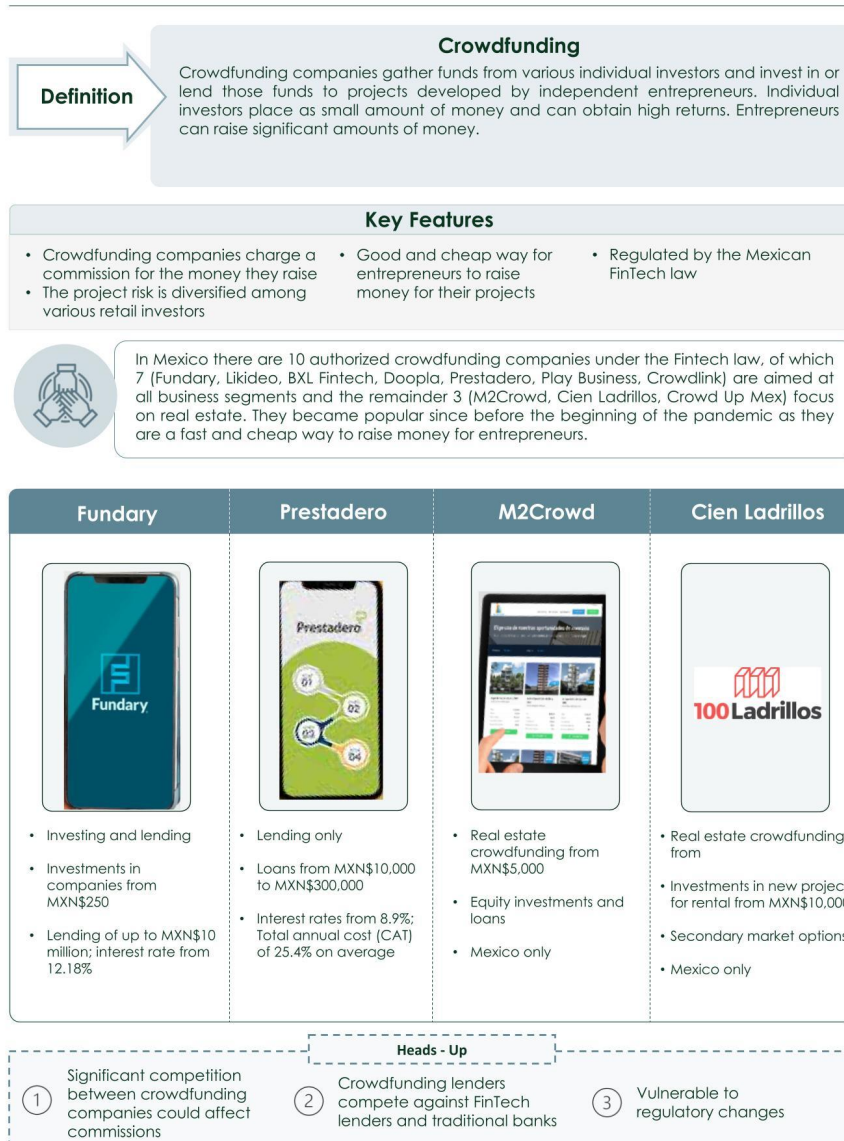 Crowdfunding
Definition
Crowdfunding companies gather funds from various individual investors and invest in or
lend those funds to projects developed by independent entrepreneurs. Individual
investors place as small amount of money and can obtain high returns. Entrepreneurs
can raise significant amounts of money.
Key Features
• Crowdfunding companies charge a
commission for the money they raise
• The project risk is diversified among
various retail investors
• Good and cheap way for
entrepreneurs to raise
money for their projects
• Regulated by the Mexican
FinTech law
In Mexico there are 10 authorized crowdfunding companies under the Fintech law, of which
7 (Fundary, Likideo, BXL Fintech, Doopla, Prestadero, Play Business, Crowdlink) are aimed at
all business segments and the remainder 3 (M2Crowd, Cien Ladrillos, Crowd Up Mex) focus
on real estate. They became popular since before the beginning of the pandemic as they
are a fast and cheap way to raise money for entrepreneurs.
Fundary
Fundary
• Investing and lending
• Investments in
companies from
MXN$250
• Lending of up to MXN$10
million; interest rate from
12.18%
Prestadero
Prestadero
01
02
03
04
• Lending only
• Loans from MXN$10,000
to MXN$300,000
• Interest rates from 8.9%;
Total annual cost (CAT)
of 25.4% on average
M2Crowd
• Real estate
crowdfunding from
MXN$5,000
• Equity investments and
loans
• Mexico only
Cien Ladrillos
100Ladrillos
• Real estate crowdfunding
from
• Investments in new projec
for rental from MXN$10,000
• Secondary market options
• Mexico only
Heads - Up
1
Significant competition
between crowdfunding
companies could affect
commissions
2
Crowdfunding lenders
compete against FinTech
lenders and traditional banks
3
Vulnerable to
regulatory changes